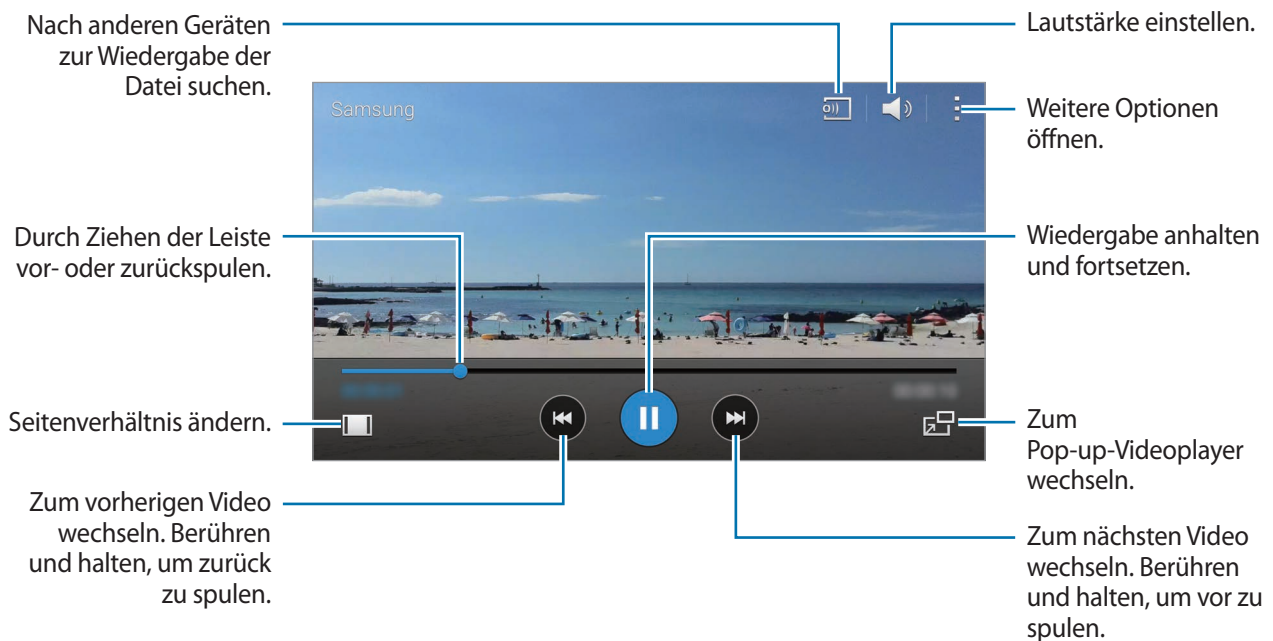 Nach anderen Geräten
zur Wiedergabe der
Datei suchen.
Lautstärke einstellen.
Samsung
Weitere Optionen
öffnen.
Durch Ziehen der Leiste
vor- oder zurückspulen.
Wiedergabe anhalten
und fortsetzen.
Seitenverhältnis ändern.
Zum
Pop-up-Videoplayer
wechseln.
Zum vorherigen Video
wechseln. Berühren
und halten, um zurück
zu spulen.
Zum nächsten Video
wechseln. Berühren
und halten, um vor zu
spulen.